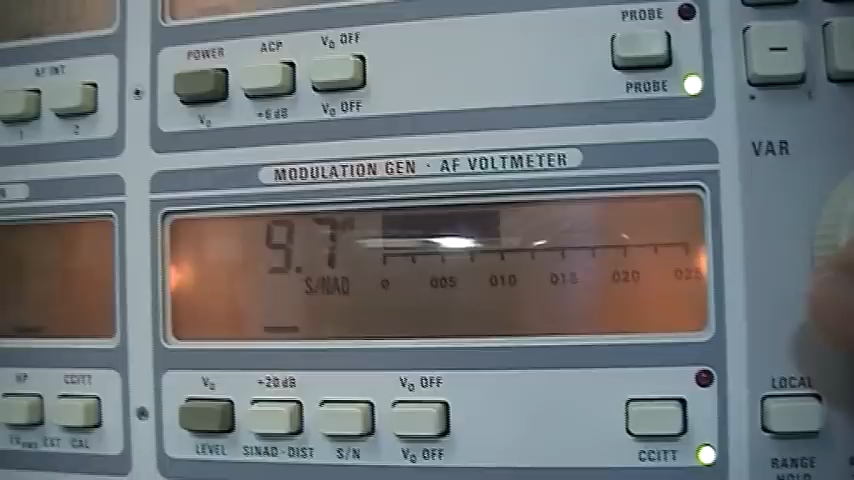 PROBE
POWER ACP V₀ OFF
AF INT
V₀ +6dB V₀ OFF PROBE
1 2
VAR
MODULATION GEN · AF VOLTMETER
9.7
S/NAD
0 005 010 015 020 025
HP CCITT V₀ +20dB V₀ OFF LOCAL
EXT CAL LEVEL SINAD-DIST S/N V₀ OFF CCITT RANGE
HOLD